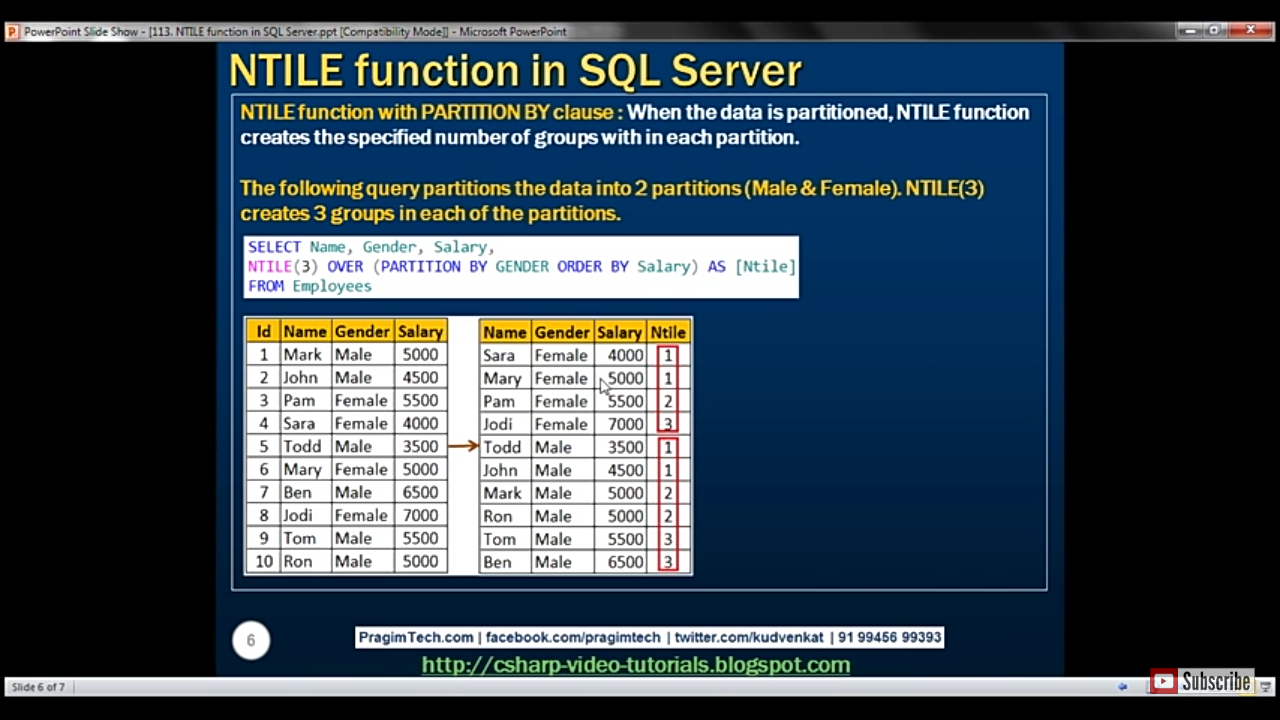 PowerPoint Slide Show - [113. NTILE function in SQL Server.ppt [Compatibility Mode]] - Microsoft PowerPoint
NTILE function in SQL Server
NTILE function with PARTITION BY clause : When the data is partitioned, NTILE function
creates the specified number of groups with in each partition.
The following query partitions the data into 2 partitions (Male & Female). NTILE(3)
creates 3 groups in each of the partitions.
SELECT Name, Gender, Salary,
NTILE(3) OVER (PARTITION BY GENDER ORDER BY Salary) AS [Ntile]
FROM Employees
Id Name Gender Salary
1 Mark Male 5000
2 John Male 4500
3 Pam Female 5500
4 Sara Female 4000
5 Todd Male 3500
6 Mary Female 5000
7 Ben Male 6500
8 Jodi Female 7000
9 Tom Male 5500
10 Ron Male 5000
Name Gender Salary Ntile
Sara Female 4000 1
Mary Female 5000 1
Pam Female 5500 2
Jodi Female 7000 3
Todd Male 3500 1
John Male 4500 1
Mark Male 5000 2
Ron Male 5000 2
Tom Male 5500 3
Ben Male 6500 3
6
PragimTech.com | facebook.com/pragimtech | twitter.com/kudvenkat | 91 99456 99393
http://csharp-video-tutorials.blogspot.com
Slide 6 of 7
Subscribe